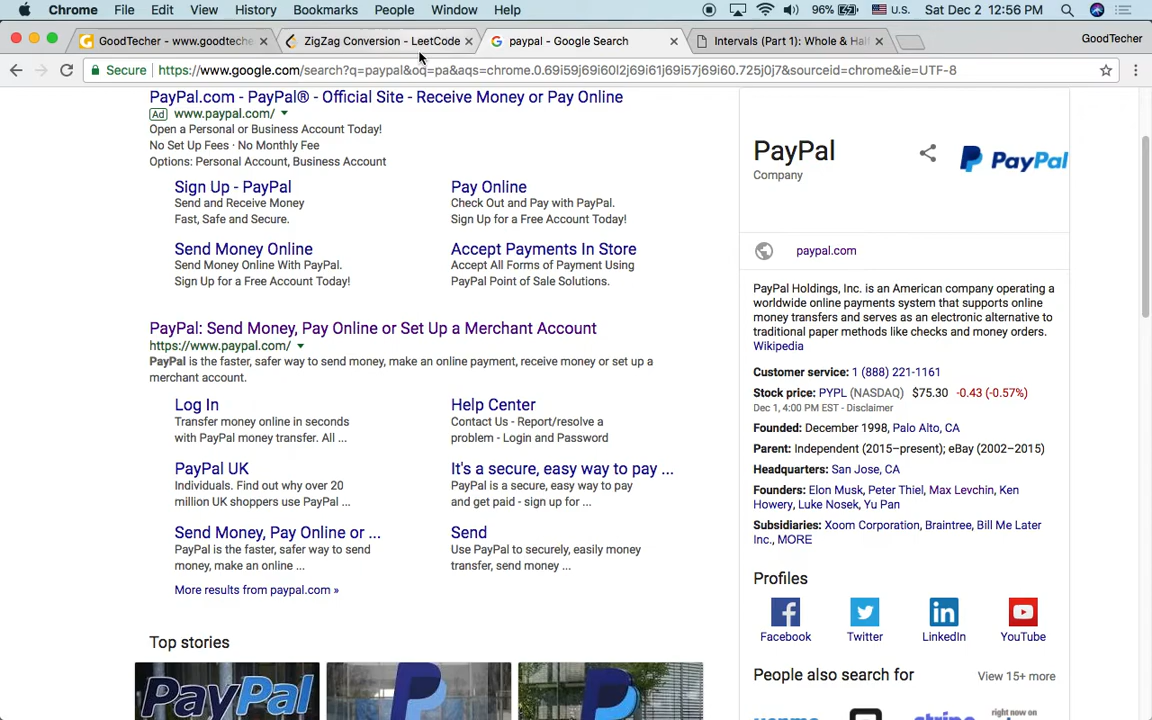 Chrome File Edit View History Bookmarks People Window Help 96% U.S. Sat Dec 2 12:56 PM
GoodTecher - www.goodteche ZigZag Conversion - LeetCode paypal - Google Search Intervals (Part 1): Whole & Hal GoodTecher
Secure https://www.google.com/search?q=paypal&oq=pa&aqs=chrome.0.69i59j69i60l2j69i61j69i57j69i60.725j0j7&sourceid=chrome&ie=UTF-8
PayPal.com - PayPal® - Official Site - Receive Money or Pay Online
Ad www.paypal.com/
Open a Personal or Business Account Today!
No Set Up Fees · No Monthly Fee
Options: Personal Account, Business Account
Sign Up - PayPal
Send and Receive Money
Fast, Safe and Secure.
Pay Online
Check Out and Pay with PayPal.
Sign Up for a Free Account Today!
Send Money Online
Send Money Online With PayPal.
Sign Up for a Free Account Today!
Accept Payments In Store
Accept All Forms of Payment Using
PayPal Point of Sale Solutions.
PayPal: Send Money, Pay Online or Set Up a Merchant Account
https://www.paypal.com/
PayPal is the faster, safer way to send money, make an online payment, receive money or set up a
merchant account.
Log In
Transfer money online in seconds
with PayPal money transfer. All ...
Help Center
Contact Us - Report/resolve a
problem - Login and Password
PayPal UK
Individuals. Find out why over 20
million UK shoppers use PayPal ...
It's a secure, easy way to pay ...
PayPal is a secure, easy way to pay
and get paid - sign up for ...
Send Money, Pay Online or ...
PayPal is the faster, safer way to send
money, make an online ...
Send
Use PayPal to securely, easily money
transfer, send money ...
More results from paypal.com »
Top stories
PayPal
PayPal
Company
PayPal
paypal.com
PayPal Holdings, Inc. is an American company operating a
worldwide online payments system that supports online
money transfers and serves as an electronic alternative to
traditional paper methods like checks and money orders.
Wikipedia
Customer service: 1 (888) 221-1161
Stock price: PYPL (NASDAQ) $75.30 -0.43 (-0.57%)
Dec 1, 4:00 PM EST - Disclaimer
Founded: December 1998, Palo Alto, CA
Parent: Independent (2015–present); eBay (2002–2015)
Headquarters: San Jose, CA
Founders: Elon Musk, Peter Thiel, Max Levchin, Ken
Howery, Luke Nosek, Yu Pan
Subsidiaries: Xoom Corporation, Braintree, Bill Me Later
Inc., MORE
Profiles
Facebook Twitter LinkedIn YouTube
People also search for View 15+ more
venmo stripe right now on